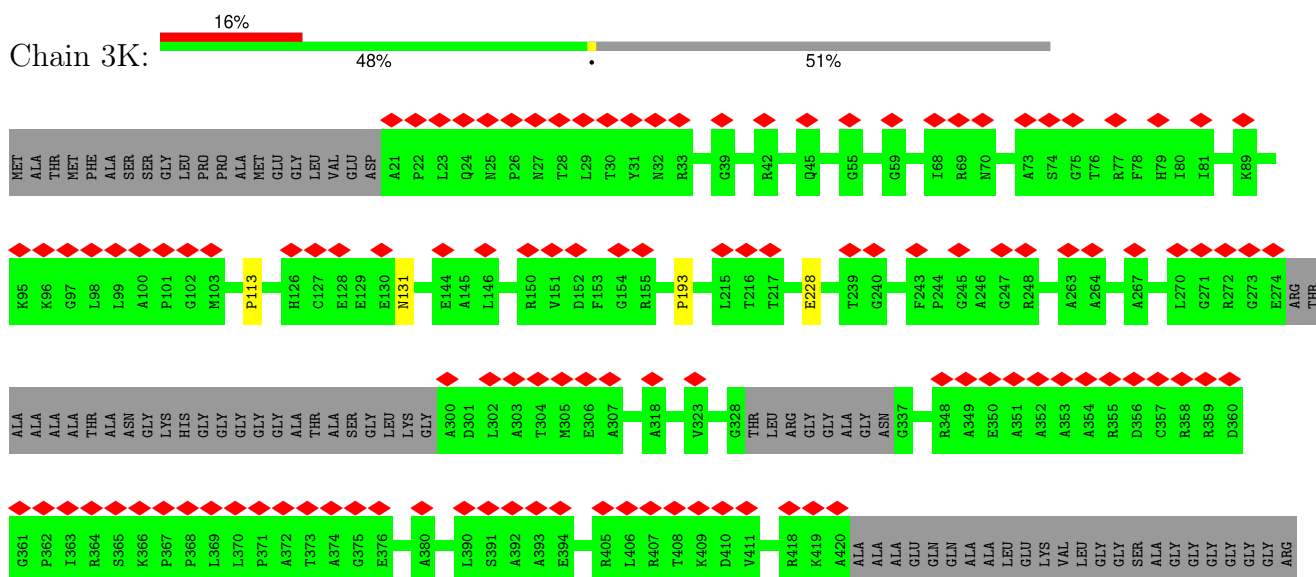 16%
Chain 3K:
48% • 51%
MET ALA THR MET PHE ALA SER SER GLY LEU PRO PRO ALA MET GLU GLY LEU VAL GLU ASP A21 P22 L23 Q24 N25 P26 N27 T28 L29 T30 Y31 N32 R33 G39 R42 Q45 G55 G59 I68 R69 N70 A73 S74 G75 T76 R77 F78 H79 I80 I81 K89
K95 K96 G97 L98 L99 A100 P101 G102 M103 P113 H126 C127 E128 E129 E130 N131 E144 A145 L146 R150 V151 D152 F153 G154 R155 P193 L215 T216 T217 E228 T239 G240 F243 P244 G245 A246 G247 R248 A263 A264 A267 L270 G271 R272 G273 E274 ARG THR
ALA ALA ALA ALA THR ALA ASN GLY LYS HIS GLY GLY GLY GLY GLY ALA THR ALA SER GLY LEU LYS GLY A300 D301 L302 A303 T304 M305 E306 A307 A318 V323 G328 THR LEU ARG GLY GLY ALA GLY ASN G337 R348 A349 E350 A351 A352 A353 A354 R355 D356 C357 R358 R359 D360
G361 P362 I363 R364 S365 K366 P367 P368 L369 L370 P371 A372 T373 A374 G375 E376 A380 L390 S391 A392 A393 E394 R405 L406 R407 T408 K409 D410 V411 R418 K419 A420 ALA ALA ALA GLU GLN GLN ALA ALA LEU GLU LYS VAL LEU GLY GLY SER ALA GLY GLY GLY GLY GLY GLY ARG